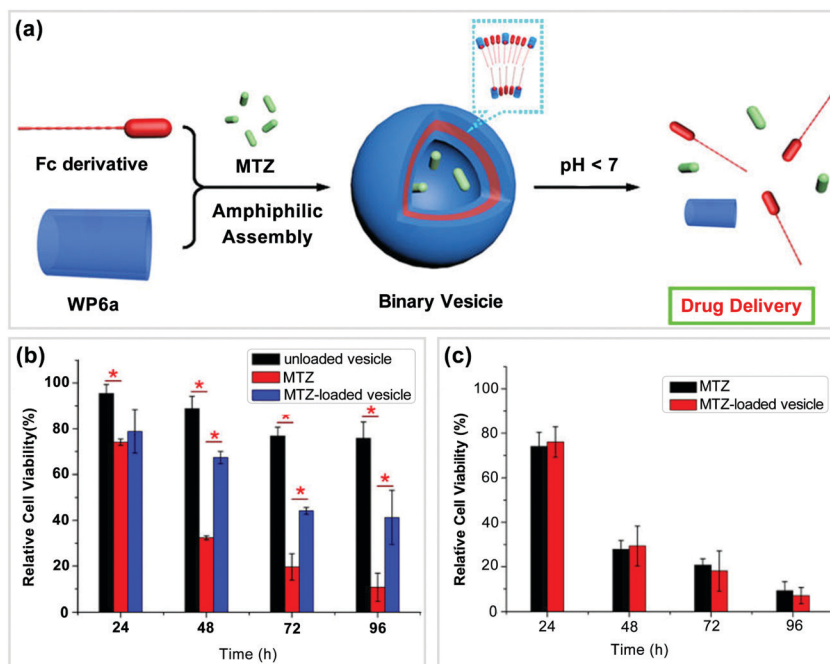 (a)
Fc derivative
MTZ
Amphiphilic
Assembly
WP6a
Binary Vesicie
pH < 7
Drug Delivery
(b)
unloaded vesicle
MTZ
MTZ-loaded vesicle
* * * *
* * *
Relative Cell Viability(%)
100
80
60
40
20
0
24 48 72 96
Time (h)
(c)
MTZ
MTZ-loaded vesicle
Relative Cell Viability (%)
100
80
60
40
20
0
24 48 72 96
Time (h)